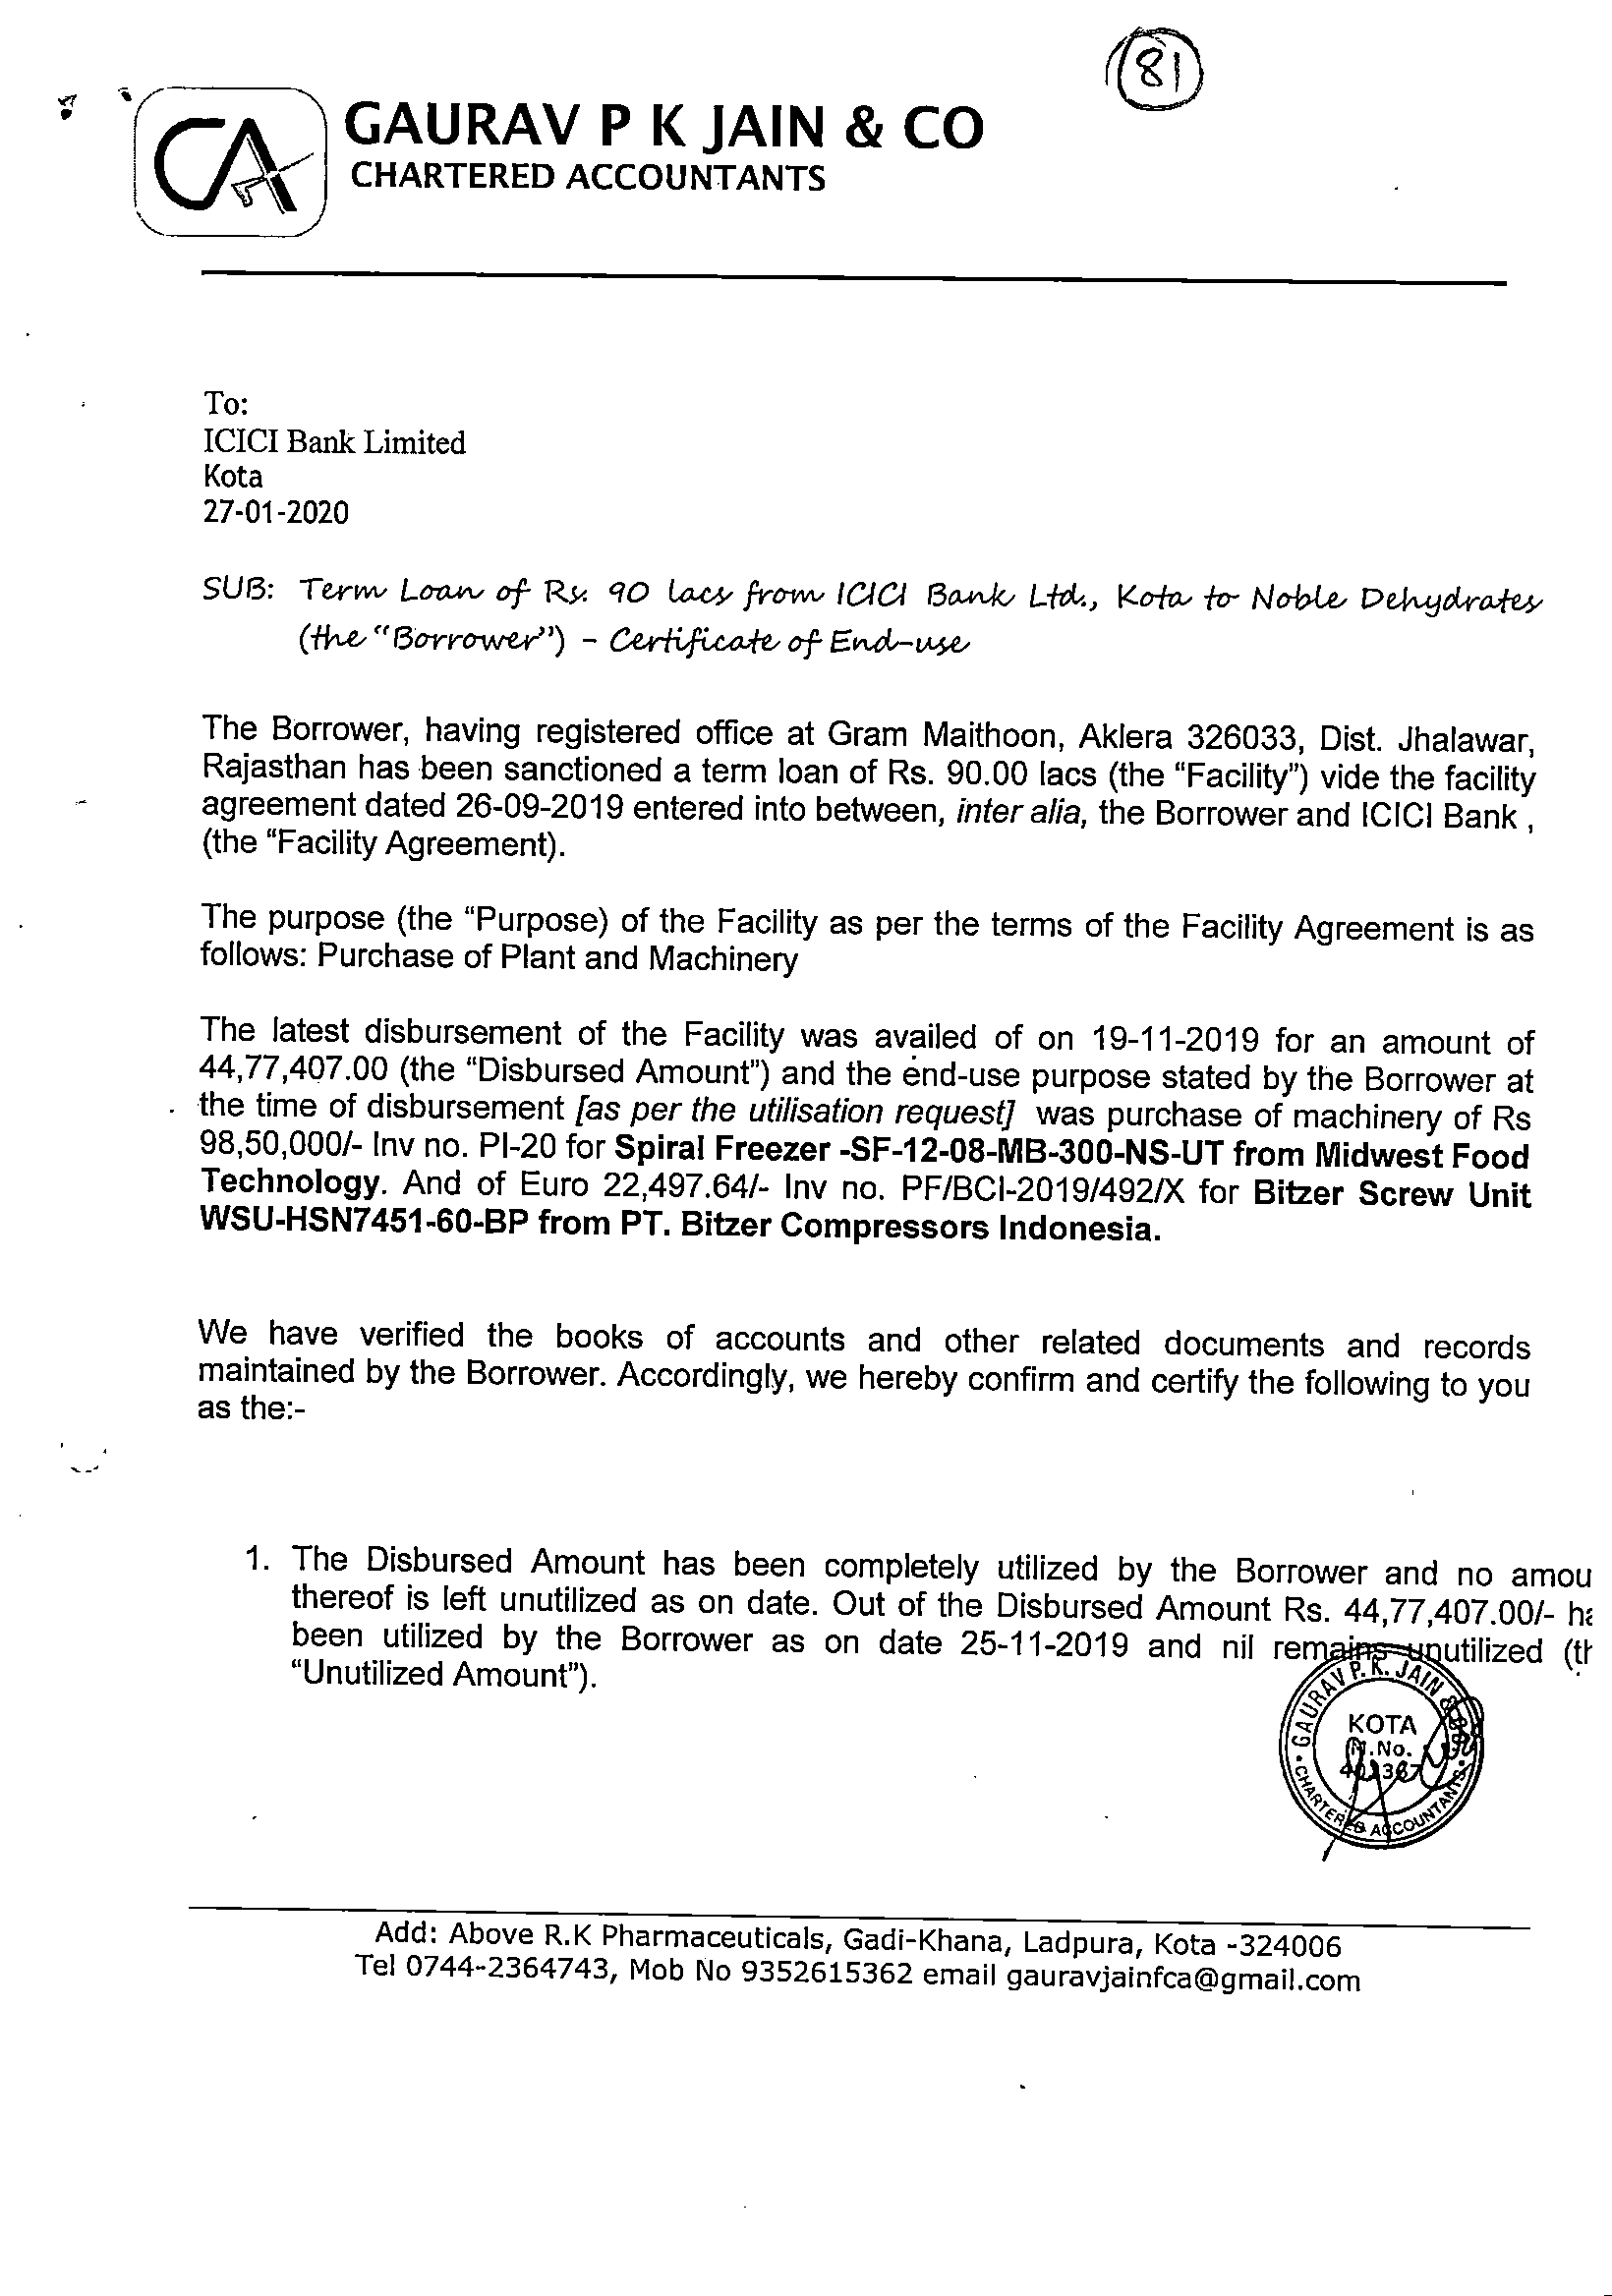 81
CA
GAURAV P K JAIN & CO
CHARTERED ACCOUNTANTS
To:
ICICI Bank Limited
Kota
27-01-2020
SUB: Term Loan of Rs. 90 lacs from ICICI Bank Ltd., Kota to Noble Dehydrates
(the “Borrower”) – Certificate of End-use
The Borrower, having registered office at Gram Maithoon, Aklera 326033, Dist. Jhalawar,
Rajasthan has been sanctioned a term loan of Rs. 90.00 lacs (the “Facility”) vide the facility
agreement dated 26-09-2019 entered into between, inter alia, the Borrower and ICICI Bank ,
(the “Facility Agreement).
The purpose (the “Purpose) of the Facility as per the terms of the Facility Agreement is as
follows: Purchase of Plant and Machinery
The latest disbursement of the Facility was availed of on 19-11-2019 for an amount of
44,77,407.00 (the “Disbursed Amount”) and the end-use purpose stated by the Borrower at
the time of disbursement [as per the utilisation request] was purchase of machinery of Rs
98,50,000/- Inv no. PI-20 for Spiral Freezer -SF-12-08-MB-300-NS-UT from Midwest Food
Technology. And of Euro 22,497.64/- Inv no. PF/BCI-2019/492/X for Bitzer Screw Unit
WSU-HSN7451-60-BP from PT. Bitzer Compressors Indonesia.
We have verified the books of accounts and other related documents and records
maintained by the Borrower. Accordingly, we hereby confirm and certify the following to you
as the:-
1. The Disbursed Amount has been completely utilized by the Borrower and no amou
thereof is left unutilized as on date. Out of the Disbursed Amount Rs. 44,77,407.00/- ha
been utilized by the Borrower as on date 25-11-2019 and nil remains unutilized (th
“Unutilized Amount”).
GAURAV P. K. JAIN &
KOTA
M.No.
CHARTERED ACCOUNTANTS
Add: Above R.K Pharmaceuticals, Gadi-Khana, Ladpura, Kota -324006
Tel 0744-2364743, Mob No 9352615362 email gauravjainfca@gmail.com